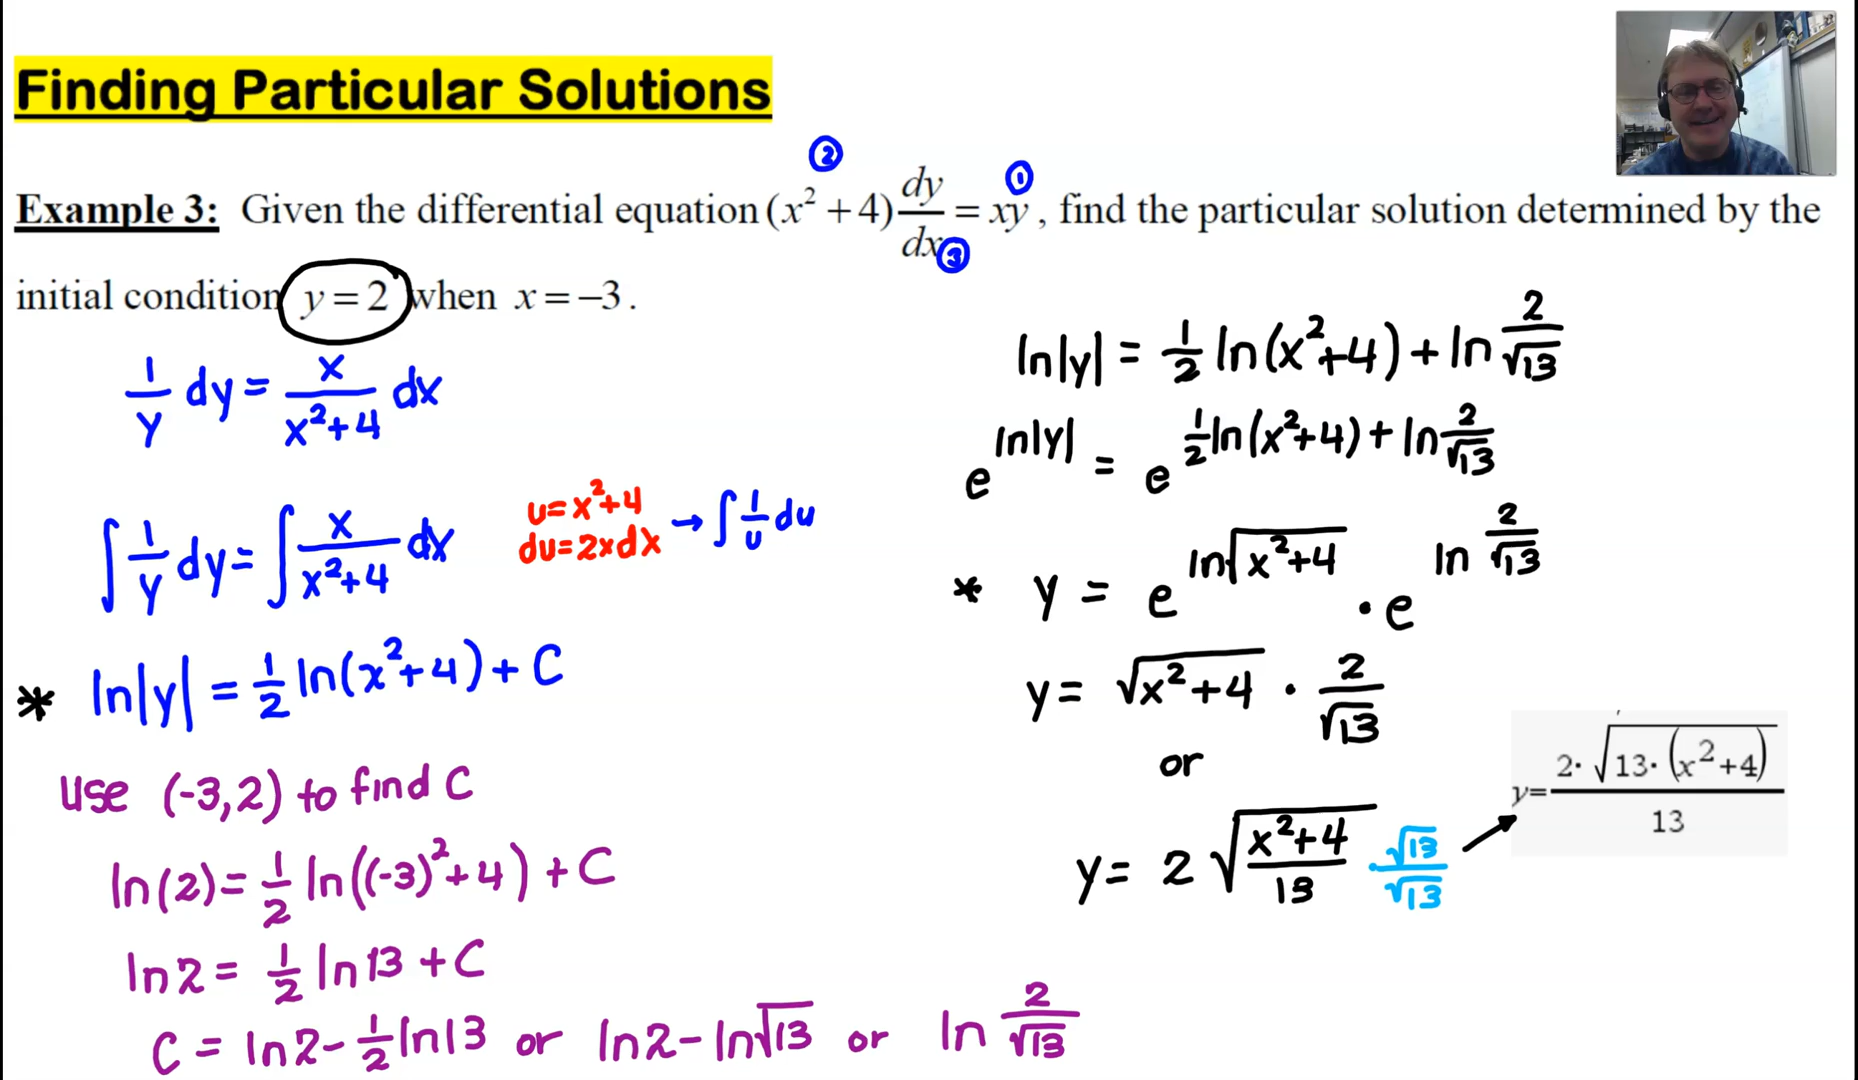 Finding Particular Solutions
② ①
Example 3: Given the differential equation (x² + 4) dy/dx = xy, find the particular solution determined by the
③
initial condition y = 2 when x = −3.
1/y dy = x/(x²+4) dx
∫ 1/y dy = ∫ x/(x²+4) dx
u = x²+4
du = 2x dx → ∫ 1/u du
* ln|y| = 1/2 ln(x²+4) + C
use (-3,2) to find C
ln(2) = 1/2 ln((-3)²+4) + C
ln2 = 1/2 ln13 + C
C = ln2 - 1/2 ln13 or ln2 - ln√13 or ln 2/√13
ln|y| = 1/2 ln(x²+4) + ln 2/√13
e^(ln|y|) = e^(1/2 ln(x²+4) + ln 2/√13)
* y = e^(ln√(x²+4)) · e^(ln 2/√13)
y = √(x²+4) · 2/√13
or
y = 2 √((x²+4)/13) √13/√13
y= 2·√(13·(x²+4)) / 13